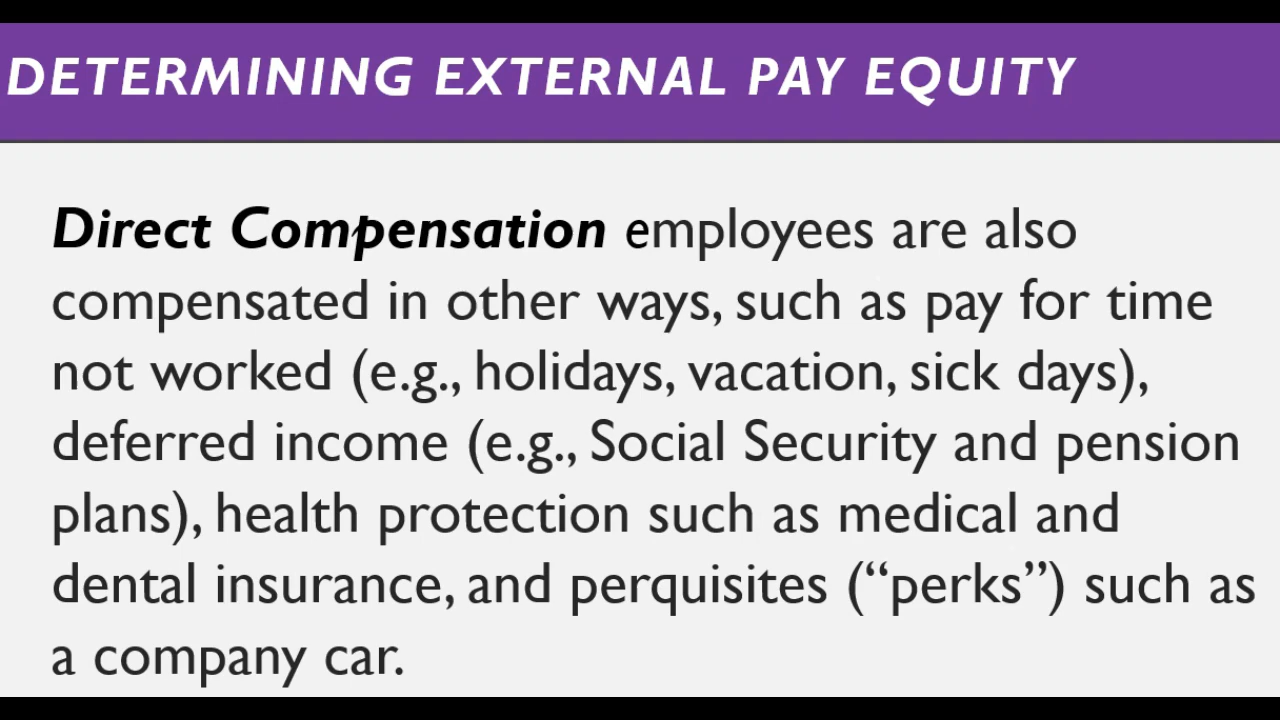 DETERMINING EXTERNAL PAY EQUITY
Direct Compensation employees are also
compensated in other ways, such as pay for time
not worked (e.g., holidays, vacation, sick days),
deferred income (e.g., Social Security and pension
plans), health protection such as medical and
dental insurance, and perquisites (“perks”) such as
a company car.